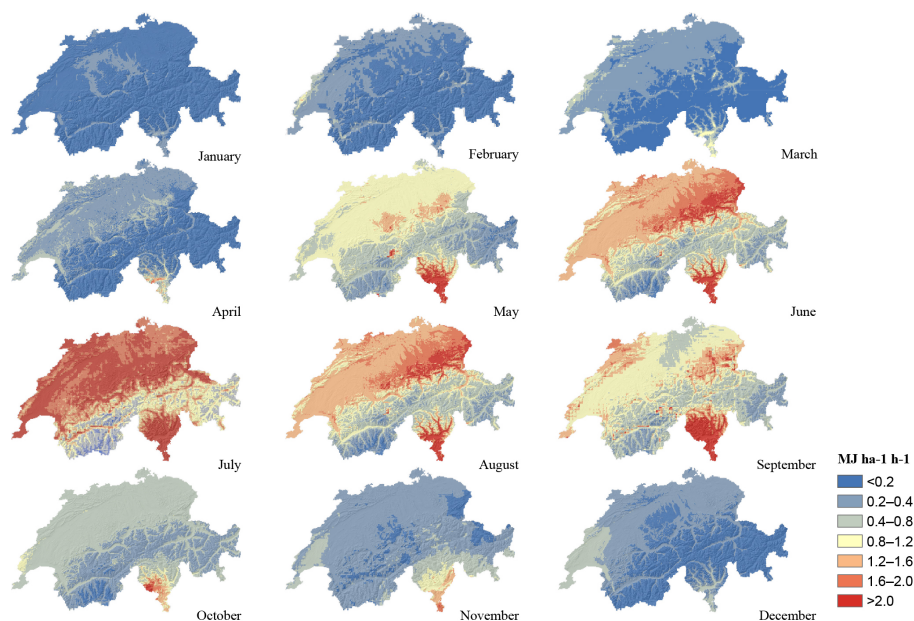 January
February
March
April
May
June
July
August
September
October
November
December
MJ ha-1 h-1
<0.2
0.2–0.4
0.4–0.8
0.8–1.2
1.2–1.6
1.6–2.0
>2.0